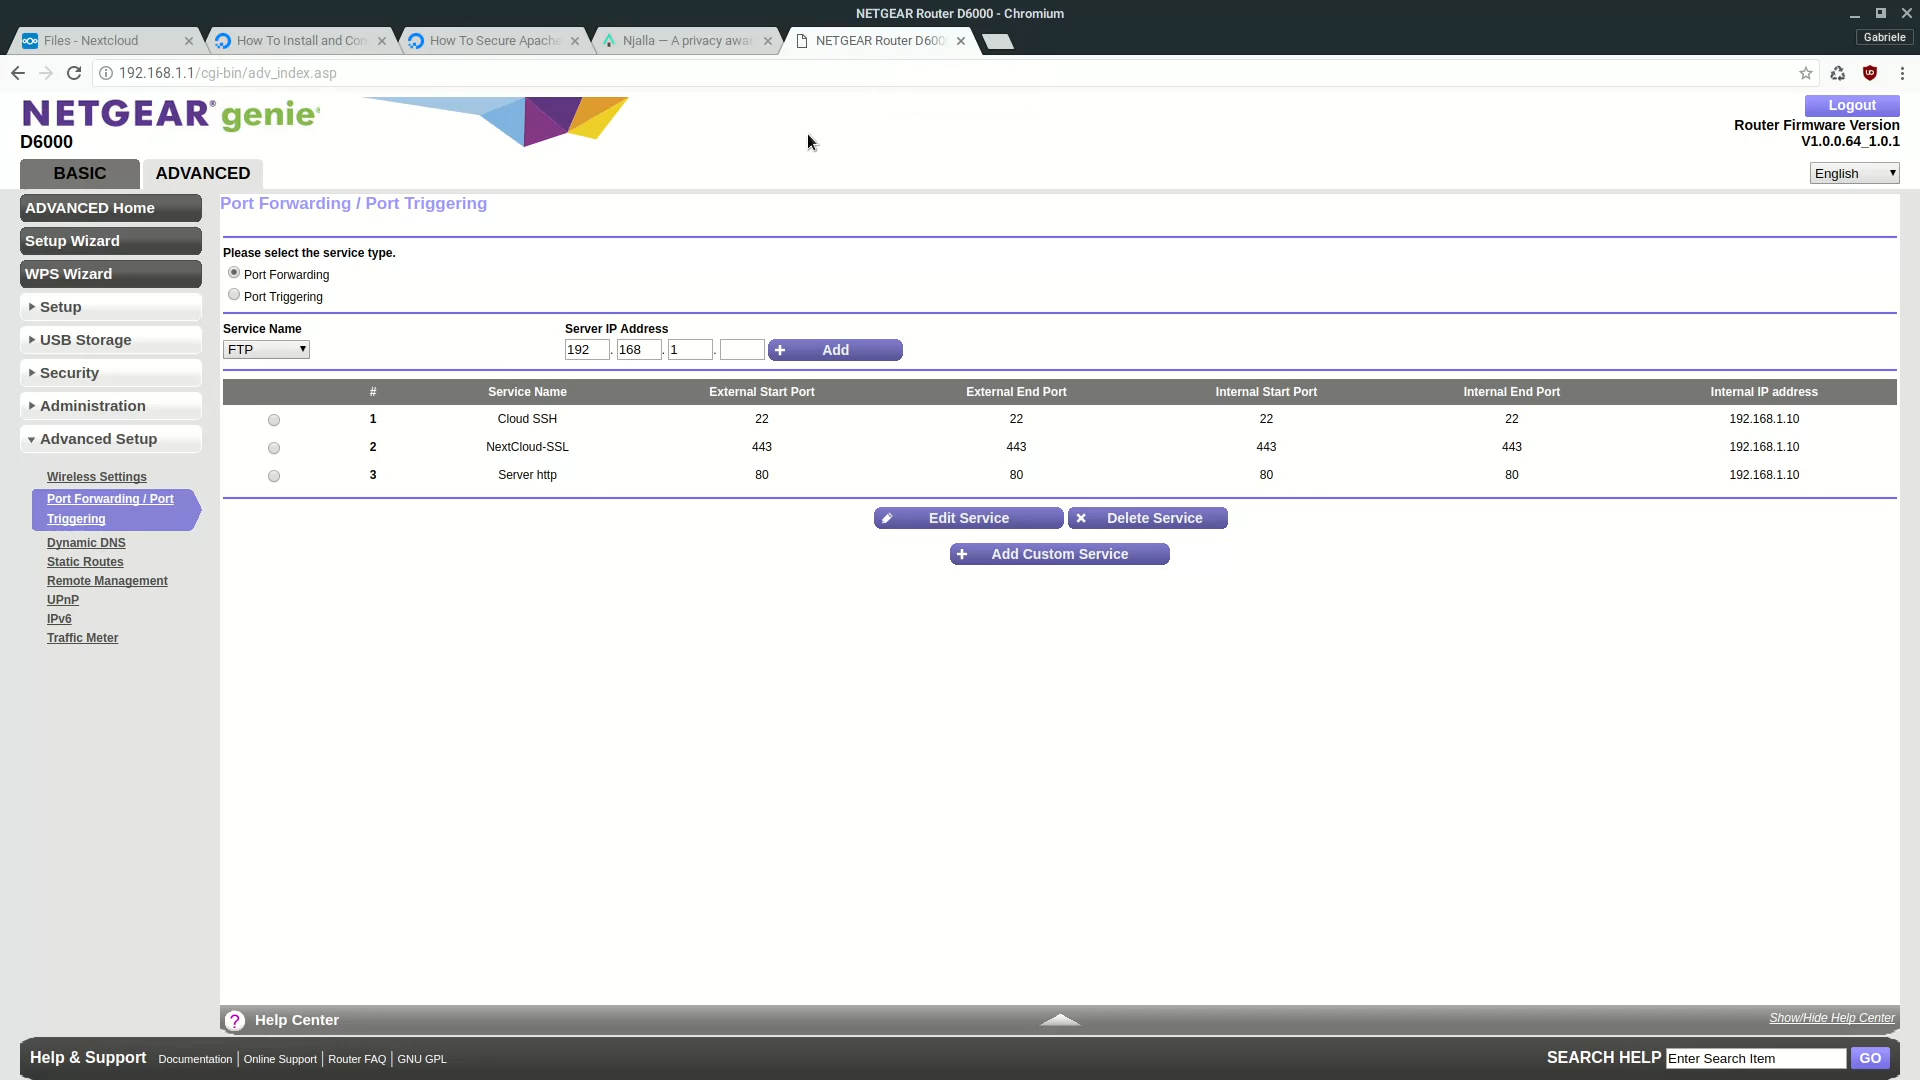 NETGEAR Router D6000 - Chromium
Files - Nextcloud
How To Install and Con
How To Secure Apache
Njalla — A privacy awa
NETGEAR Router D600
Gabriele
192.168.1.1/cgi-bin/adv_index.asp
NETGEAR® genie®
D6000
Logout
Router Firmware Version
V1.0.0.64_1.0.1
BASIC
ADVANCED
English
ADVANCED Home
Setup Wizard
WPS Wizard
Setup
USB Storage
Security
Administration
Advanced Setup
Wireless Settings
Port Forwarding / Port
Triggering
Dynamic DNS
Static Routes
Remote Management
UPnP
IPv6
Traffic Meter
Port Forwarding / Port Triggering
Please select the service type.
Port Forwarding
Port Triggering
Service Name Server IP Address
FTP 192 . 168 . 1 . + Add
# Service Name External Start Port External End Port Internal Start Port Internal End Port Internal IP address
1 Cloud SSH 22 22 22 22 192.168.1.10
2 NextCloud-SSL 443 443 443 443 192.168.1.10
3 Server http 80 80 80 80 192.168.1.10
Edit Service Delete Service
+ Add Custom Service
? Help Center Show/Hide Help Center
Help & Support Documentation | Online Support | Router FAQ | GNU GPL SEARCH HELP Enter Search Item GO